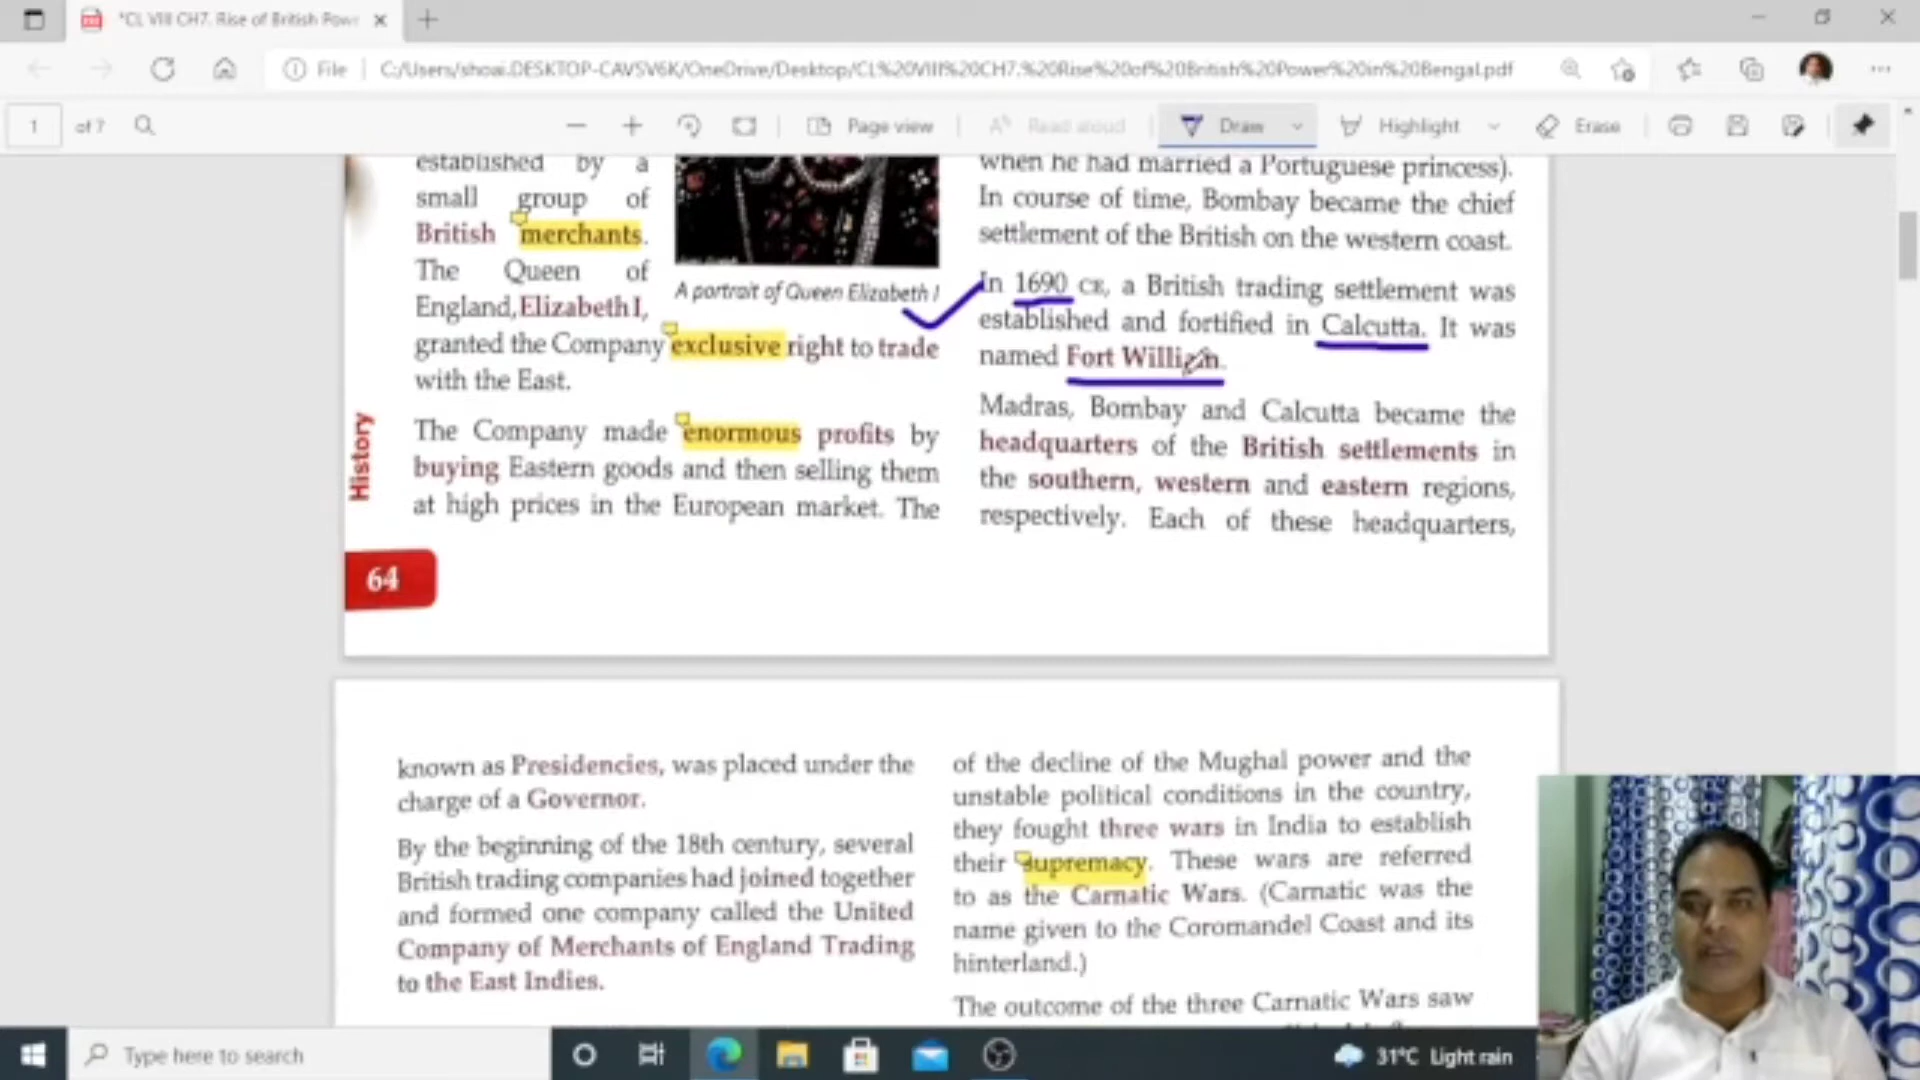 *CL VIII CH7. Rise of British Powe
File
C:/Users/shoai.DESKTOP-CAVSV6K/OneDrive/Desktop/CL%20VIII%20CH7.%20Rise%20of%20British%20Power%20in%20Bengal.pdf
1 of 7
Page view
Read aloud
Draw
Highlight
Erase
established by a
small group of
British merchants.
The Queen of
England, Elizabeth I,
granted the Company exclusive right to trade
with the East.
A portrait of Queen Elizabeth I
The Company made enormous profits by
buying Eastern goods and then selling them
at high prices in the European market. The
History
64
when he had married a Portuguese princess).
In course of time, Bombay became the chief
settlement of the British on the western coast.
In 1690 CE, a British trading settlement was
established and fortified in Calcutta. It was
named Fort William.
Madras, Bombay and Calcutta became the
headquarters of the British settlements in
the southern, western and eastern regions,
respectively. Each of these headquarters,
known as Presidencies, was placed under the
charge of a Governor.
By the beginning of the 18th century, several
British trading companies had joined together
and formed one company called the United
Company of Merchants of England Trading
to the East Indies.
of the decline of the Mughal power and the
unstable political conditions in the country,
they fought three wars in India to establish
their supremacy. These wars are referred
to as the Carnatic Wars. (Carnatic was the
name given to the Coromandel Coast and its
hinterland.)
The outcome of the three Carnatic Wars saw
Type here to search
31°C Light rain